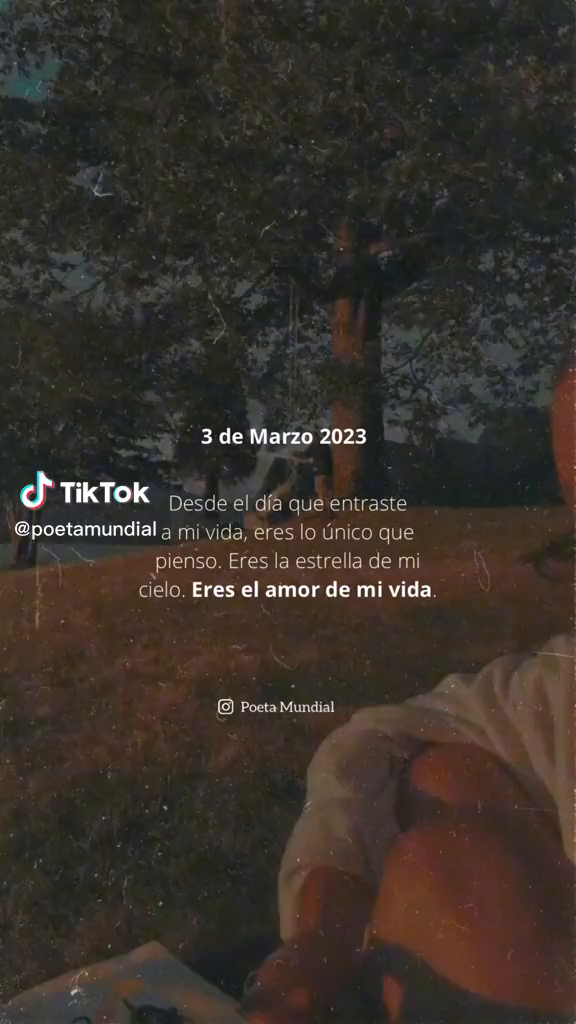 3 de Marzo 2023
TikTok
@poetamundial
Desde el día que entraste
a mi vida, eres lo único que
pienso. Eres la estrella de mi
cielo. Eres el amor de mi vida.
Poeta Mundial